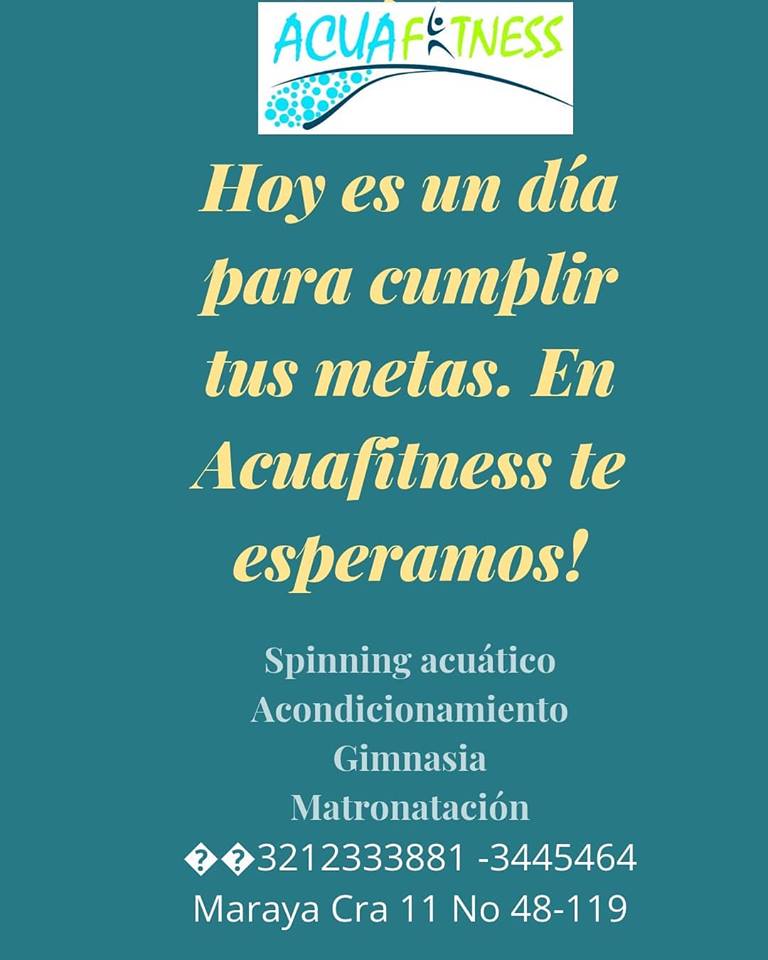 ACUAFITNESS
Hoy es un día
para cumplir
tus metas. En
Acuafitness te
esperamos!
Spinning acuático
Acondicionamiento
Gimnasia
Matronatación
��3212333881 -3445464
Maraya Cra 11 No 48-119